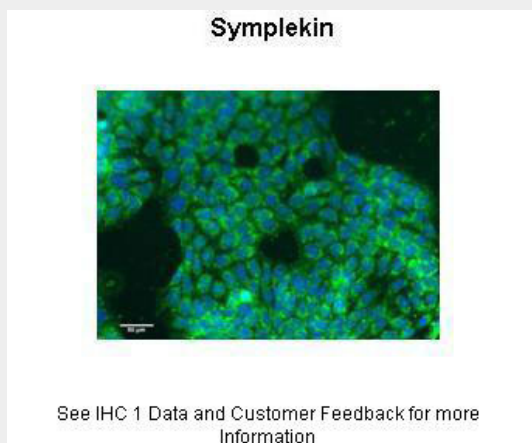 Symplekin
See IHC 1 Data and Customer Feedback for more
Information